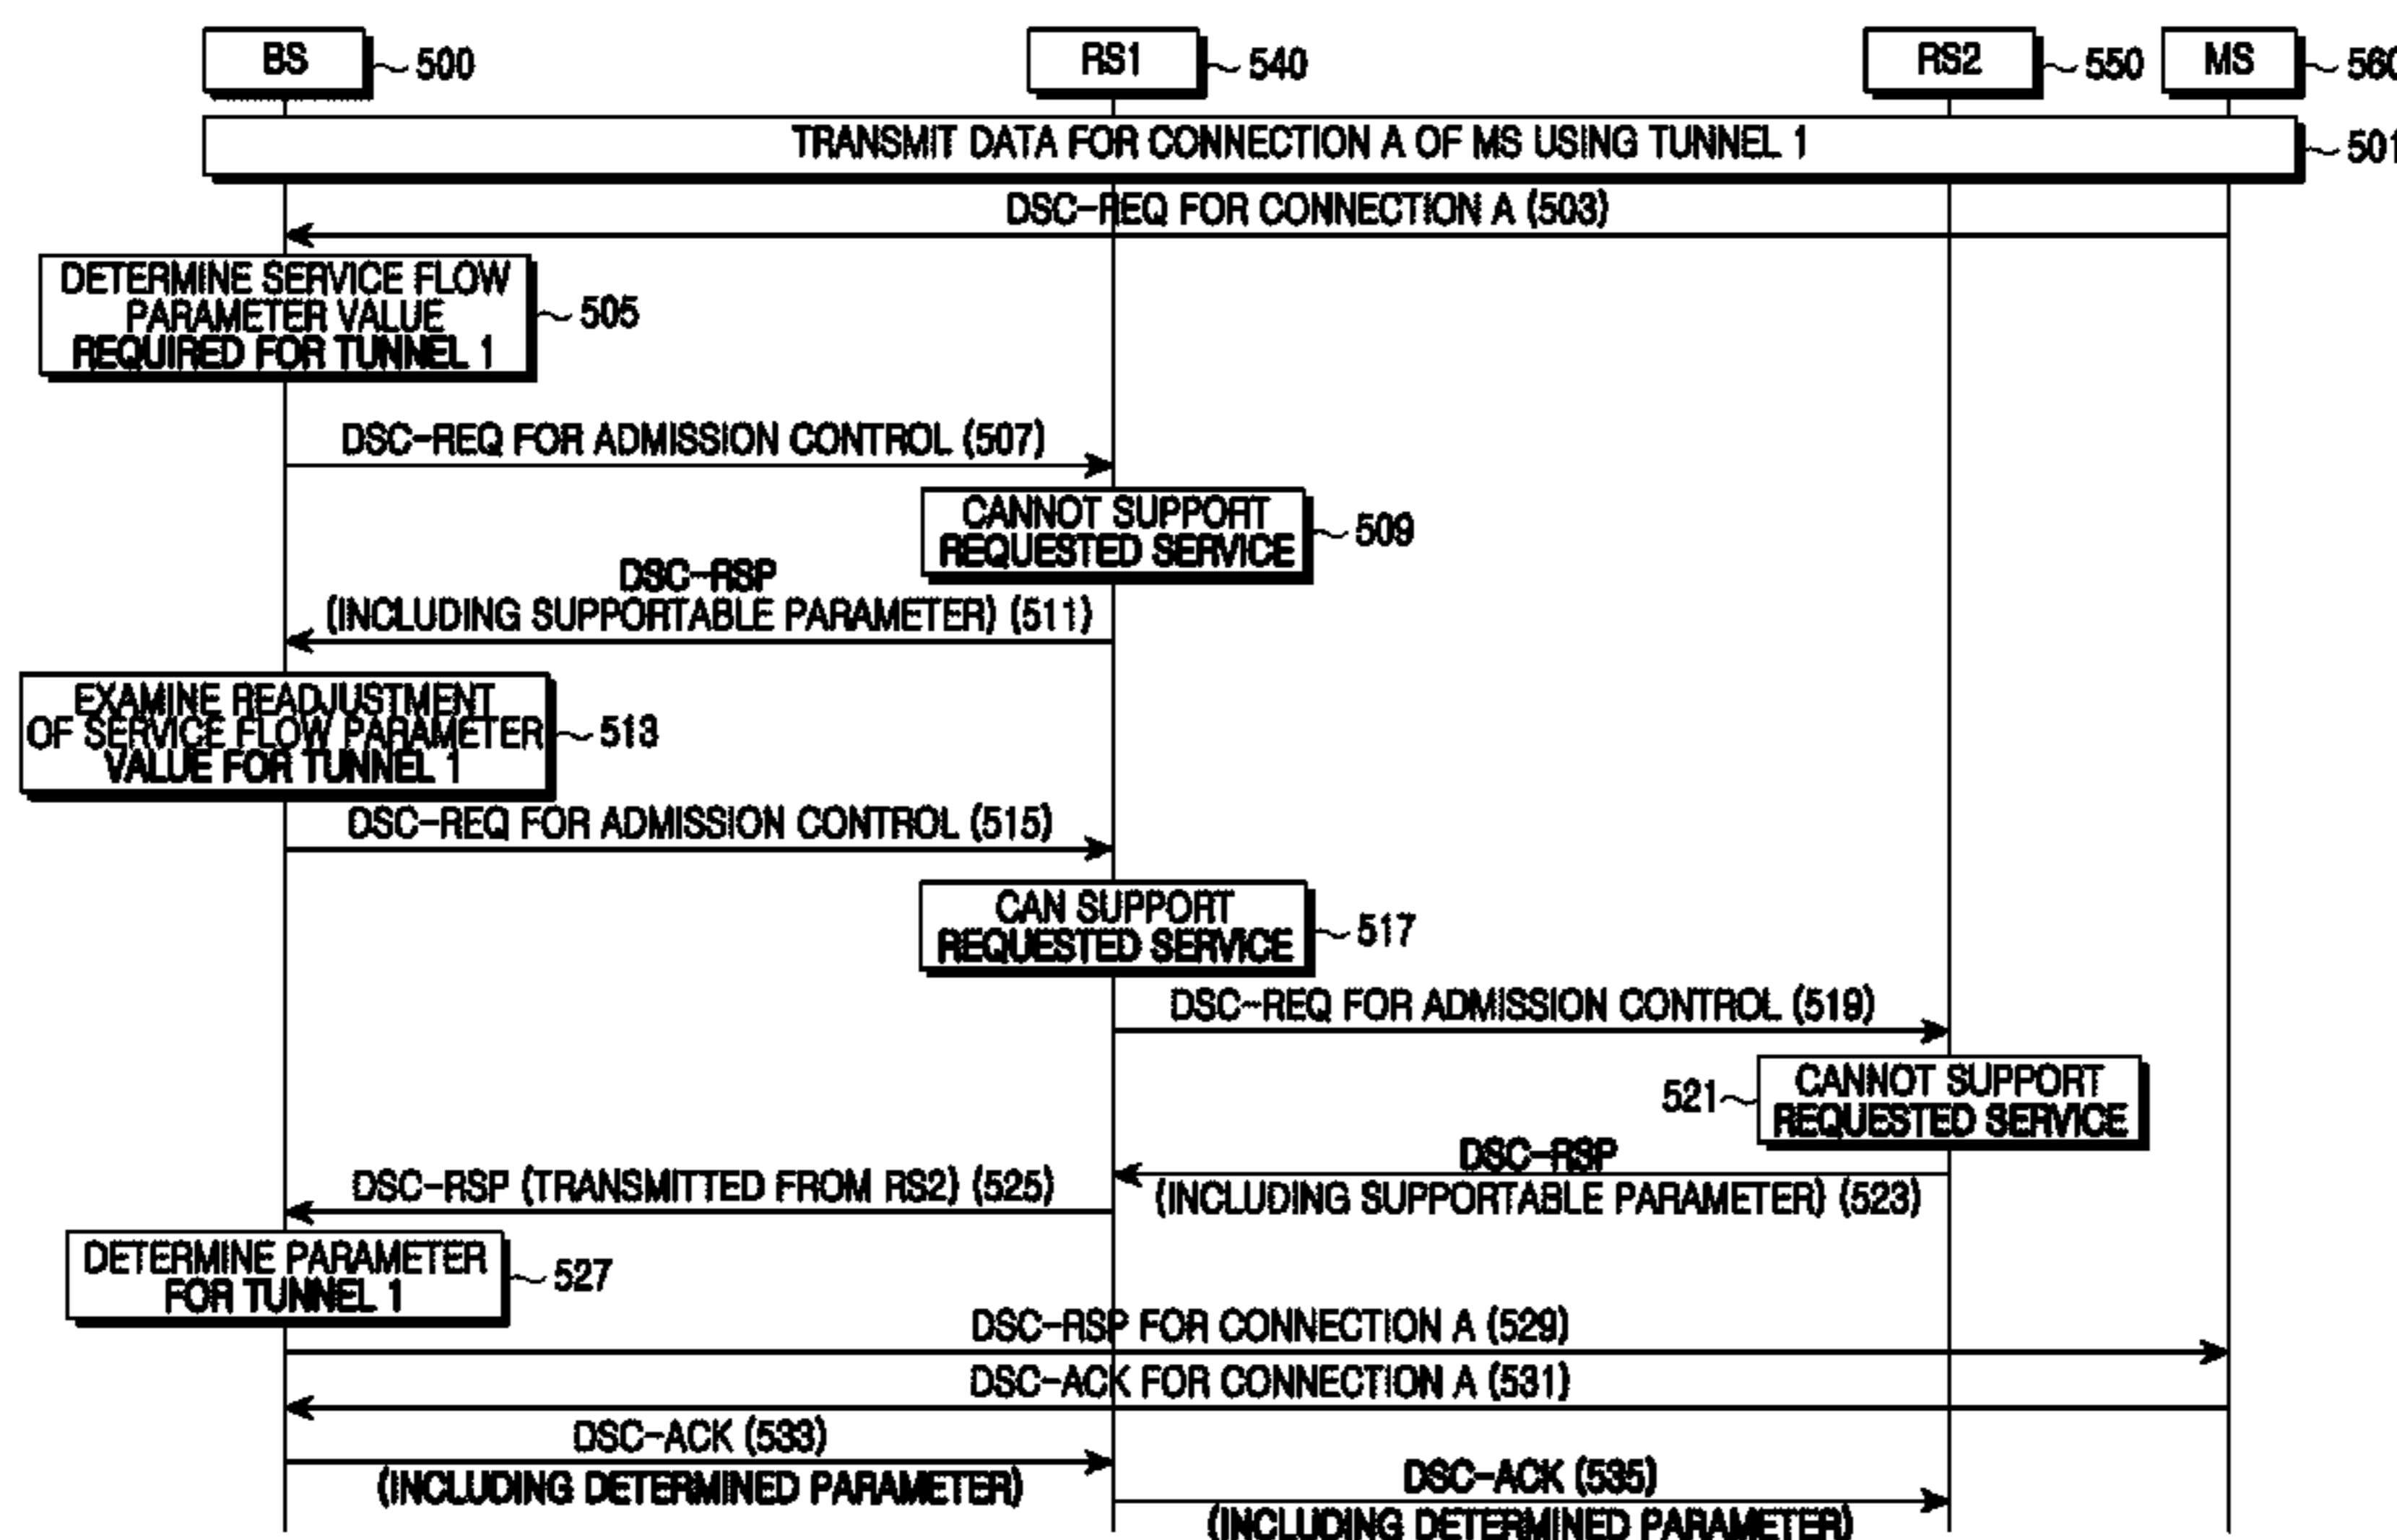 BS
500
RS1
540
RS2
550
MS
560
TRANSMIT DATA FOR CONNECTION A OF MS USING TUNNEL 1
501
DSC-REQ FOR CONNECTION A (503)
DETERMINE SERVICE FLOW
PARAMETER VALUE
REQUIRED FOR TUNNEL 1
505
DSC-REQ FOR ADMISSION CONTROL (507)
CANNOT SUPPORT
REQUESTED SERVICE
509
DSC-RSP
(INCLUDING SUPPORTABLE PARAMETER) (511)
EXAMINE READJUSTMENT
OF SERVICE FLOW PARAMETER
VALUE FOR TUNNEL 1
513
DSC-REQ FOR ADMISSION CONTROL (515)
CAN SUPPORT
REQUESTED SERVICE
517
DSC-REQ FOR ADMISSION CONTROL (519)
521
CANNOT SUPPORT
REQUESTED SERVICE
DSC-RSP
(INCLUDING SUPPORTABLE PARAMETER) (523)
DSC-RSP (TRANSMITTED FROM RS2) (525)
DETERMINE PARAMETER
FOR TUNNEL 1
527
DSC-RSP FOR CONNECTION A (529)
DSC-ACK FOR CONNECTION A (531)
DSC-ACK (533)
(INCLUDING DETERMINED PARAMETER)
DSC-ACK (535)
(INCLUDING DETERMINED PARAMETER)